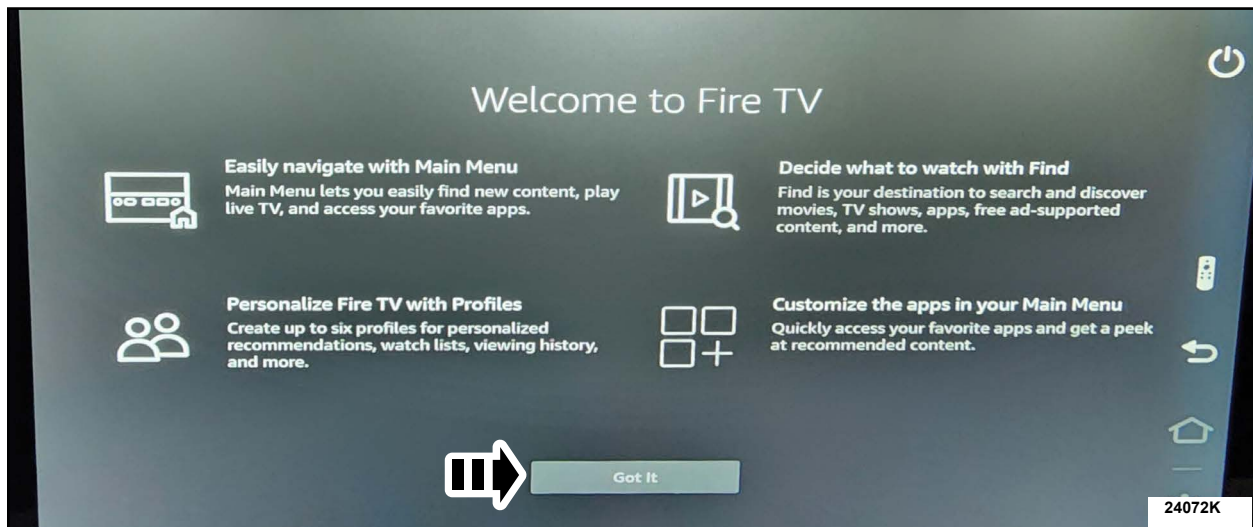 Welcome to Fire TV
Easily navigate with Main Menu
Main Menu lets you easily find new content, play
live TV, and access your favorite apps.
Decide what to watch with Find
Find is your destination to search and discover
movies, TV shows, apps, free ad-supported
content, and more.
Personalize Fire TV with Profiles
Create up to six profiles for personalized
recommendations, watch lists, viewing history,
and more.
Customize the apps in your Main Menu
Quickly access your favorite apps and get a peek
at recommended content.
Got It
24072K